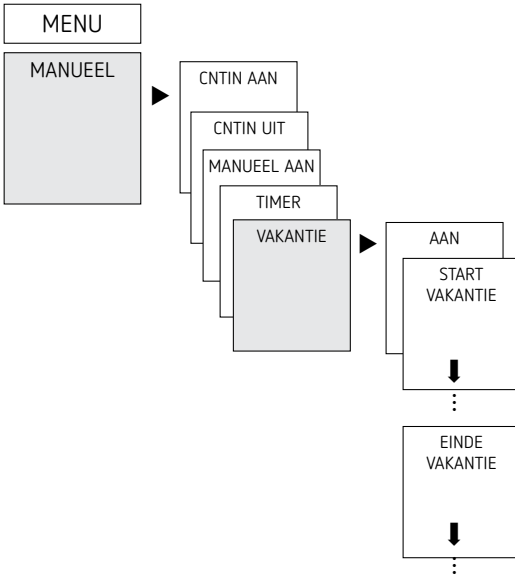 MENU
MANUEEL
CNTIN AAN
CNTIN UIT
MANUEEL AAN
TIMER
VAKANTIE
AAN
START
VAKANTIE
EINDE
VAKANTIE